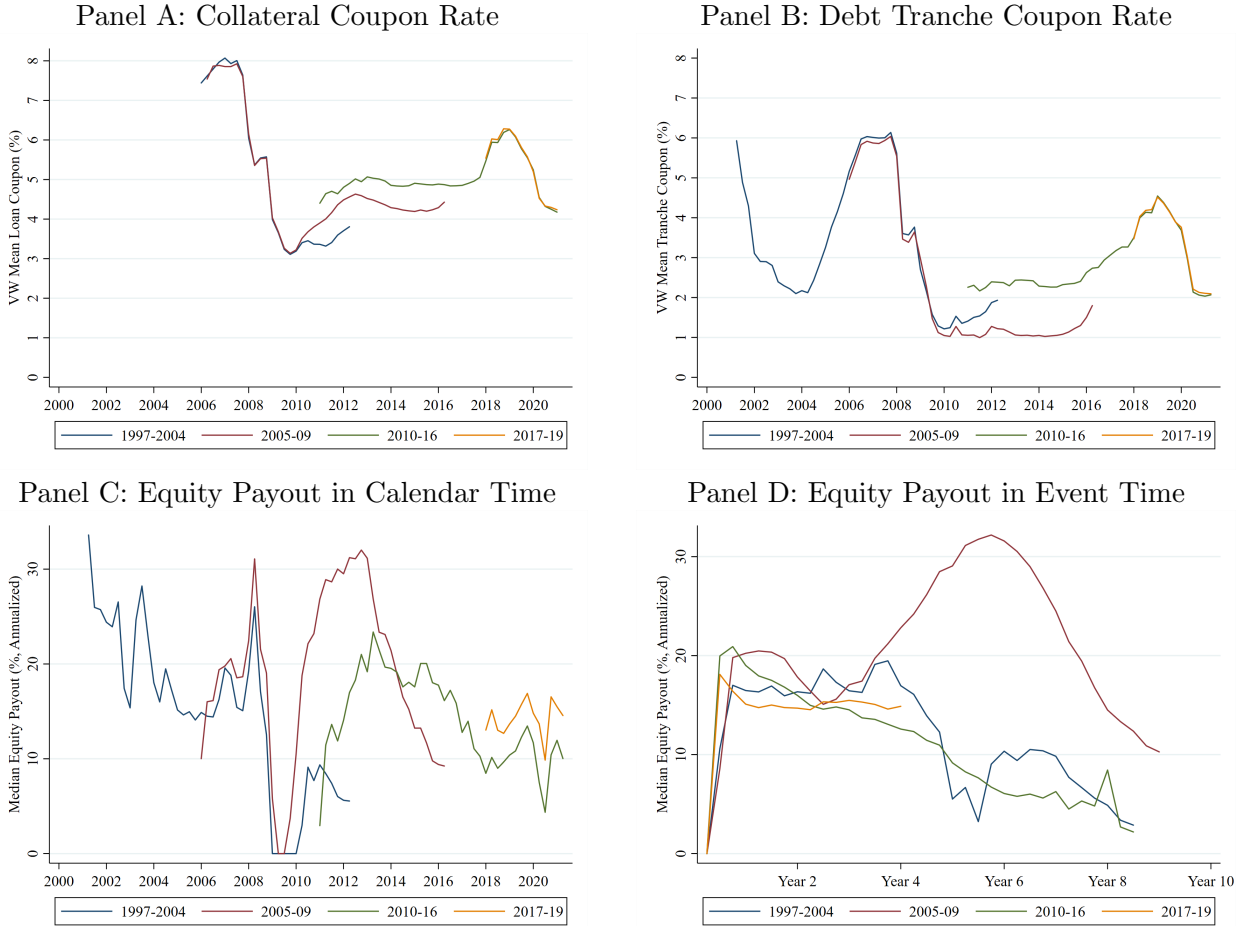 Panel A: Collateral Coupon Rate
VW Mean Loan Coupon (%)
8
7
6
5
4
3
2
1
0
2000 2002 2004 2006 2008 2010 2012 2014 2016 2018 2020
1997-2004 2005-09 2010-16 2017-19
Panel B: Debt Tranche Coupon Rate
VW Mean Tranche Coupon (%)
8
7
6
5
4
3
2
1
0
2000 2002 2004 2006 2008 2010 2012 2014 2016 2018 2020
1997-2004 2005-09 2010-16 2017-19
Panel C: Equity Payout in Calendar Time
Median Equity Payout (%, Annualized)
30
20
10
0
2000 2002 2004 2006 2008 2010 2012 2014 2016 2018 2020
1997-2004 2005-09 2010-16 2017-19
Panel D: Equity Payout in Event Time
Median Equity Payout (%, Annualized)
30
20
10
0
Year 2 Year 4 Year 6 Year 8 Year 10
1997-2004 2005-09 2010-16 2017-19